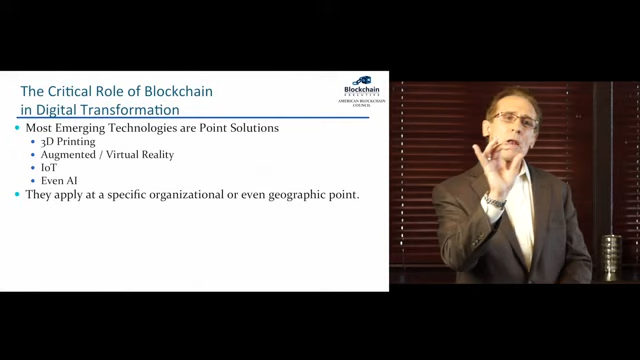 The Critical Role of Blockchain
in Digital Transformation
Blockchain
EXECUTIVE
AMERICAN BLOCKCHAIN
COUNCIL
Most Emerging Technologies are Point Solutions
3D Printing
Augmented / Virtual Reality
IoT
Even AI
They apply at a specific organizational or even geographic point.